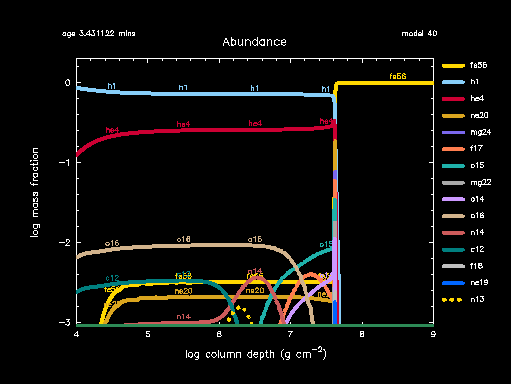 age 3.431122 mins
model 40
Abundance
fe56
h1 h1 h1 h1
he4 he4 he4 he4
o16 o16 o16
o15
c12
n14
fe56 fe56
ne20 ne20
n14
0
-1
-2
-3
4 5 6 7 8 9
log mass fraction
log column depth (g cm-2)
fe56
h1
he4
ne20
mg24
f17
o15
mg22
o14
o16
n14
c12
f18
ne19
n13